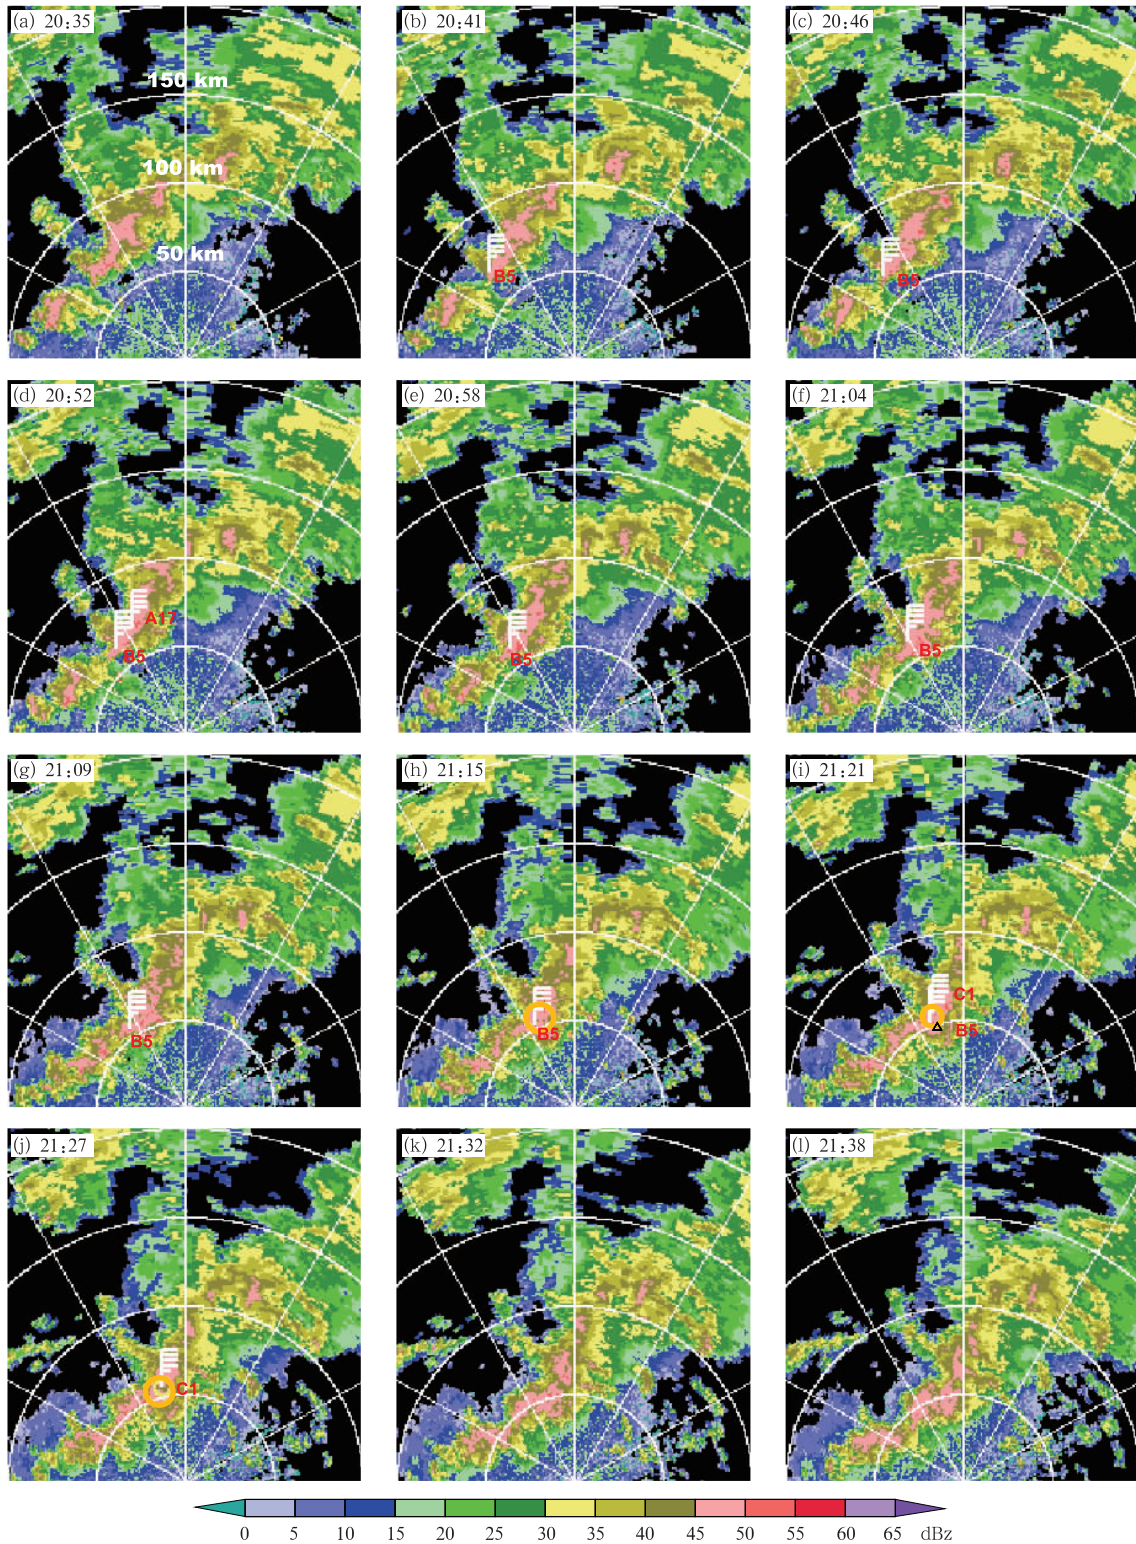 (a) 20:35
(b) 20:41
(c) 20:46
150 km
100 km
50 km
B5
B5
(d) 20:52
(e) 20:58
(f) 21:04
A17
B5
B5
B5
(g) 21:09
(h) 21:15
(i) 21:21
C1
B5
B5
B5
(j) 21:27
(k) 21:32
(l) 21:38
C1
0 5 10 15 20 25 30 35 40 45 50 55 60 65 dBz